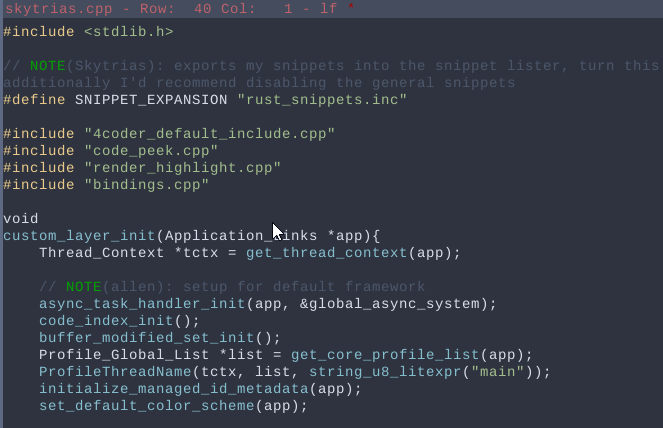 skytrias.cpp - Row:  40 Col:   1 - lf *
#include <stdlib.h>
// NOTE(Skytrias): exports my snippets into the snippet lister, turn this
additionally I'd recommend disabling the general snippets
#define SNIPPET_EXPANSION "rust_snippets.inc"
#include "4coder_default_include.cpp"
#include "code_peek.cpp"
#include "render_highlight.cpp"
#include "bindings.cpp"
void
custom_layer_init(Application_Links *app){
    Thread_Context *tctx = get_thread_context(app);
    // NOTE(allen): setup for default framework
    async_task_handler_init(app, &global_async_system);
    code_index_init();
    buffer_modified_set_init();
    Profile_Global_List *list = get_core_profile_list(app);
    ProfileThreadName(tctx, list, string_u8_litexpr("main"));
    initialize_managed_id_metadata(app);
    set_default_color_scheme(app);